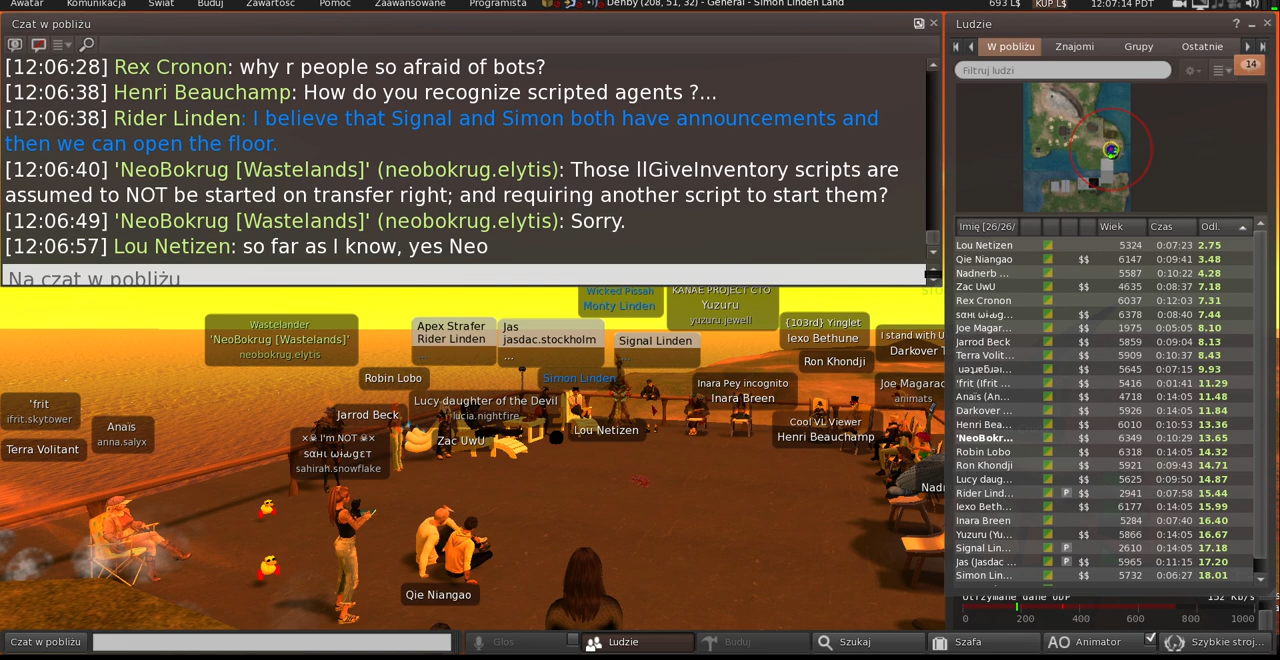 Awatar Komunikacja Świat Buduj Zawartość Pomoc Zaawansowane Programista Denby (208, 51, 32) - General - Simon Linden Land 693 L$ KUP L$ 12:07:14 PDT
Czat w pobliżu
[12:06:28] Rex Cronon: why r people so afraid of bots?
[12:06:38] Henri Beauchamp: How do you recognize scripted agents ?...
[12:06:38] Rider Linden: I believe that Signal and Simon both have announcements and
then we can open the floor.
[12:06:40] 'NeoBokrug [Wastelands]' (neobokrug.elytis): Those llGiveInventory scripts are
assumed to NOT be started on transfer right; and requiring another script to start them?
[12:06:49] 'NeoBokrug [Wastelands]' (neobokrug.elytis): Sorry.
[12:06:57] Lou Netizen: so far as I know, yes Neo
Na czat w pobliżu
Wicked Pissah
Monty Linden
KANAE PROJECT CTO
Yuzuru
yuzuru.jewell
Wastelander
'NeoBokrug [Wastelands]'
neobokrug.elytis
Apex Strafer
Rider Linden
...
Jas
jasdac.stockholm
...
Signal Linden
{103rd} Yinglet
Iexo Bethune
I stand with U
Darkover T
Ron Khondji
Robin Lobo
Simon Linden
Inara Pey incognito
Inara Breen
Joe Magarac
animats
'frit
ifrit.skytower
Lucy daughter of the Devil
lucia.nightfire
Jarrod Beck
Anaïs
anna.salyx
Zac UwU
Lou Netizen
Cool VL Viewer
Henri Beauchamp
Terra Volitant
I'm NOT
sahirah.snowflake
Nadr
Qie Niangao
Ludzie
W pobliżu Znajomi Grupy Ostatnie
14
Filtruj ludzi
Imię [26/26/ Wiek Czas Odl.
Lou Netizen 5324 0:07:23 2.75
Qie Niangao $$ 6147 0:09:41 3.48
Nadnerb ... 5587 0:10:22 4.28
Zac UwU $$ 4635 0:08:37 7.18
Rex Cronon 6037 0:12:03 7.31
$$ 6378 0:08:40 7.44
Joe Magar... $$ 1975 0:05:05 8.10
Jarrod Beck $$ 5859 0:09:04 8.13
Terra Volit... $$ 5909 0:10:37 8.43
$$ 5645 0:07:15 9.93
'frit (Ifrit ... $$ 5416 0:01:41 11.29
Anaïs (An... $$ 4718 0:14:05 11.48
Darkover ... $$ 5926 0:14:05 11.84
Henri Bea... $$ 6010 0:10:53 13.36
'NeoBokr... $$ 6349 0:10:29 13.65
Robin Lobo $$ 6318 0:14:05 14.32
Ron Khondji $$ 5921 0:09:43 14.71
Lucy daug... $$ 5625 0:09:50 14.87
Rider Lind... P $$ 2941 0:07:58 15.44
Iexo Beth... $$ 6177 0:14:05 15.99
Inara Breen 5284 0:07:40 16.40
Yuzuru (Yu... $$ 5866 0:14:05 16.67
Signal Lin... P 2610 0:14:05 17.18
Jas (Jasdac ... P $$ 5965 0:11:15 17.20
Simon Lin... $$ 5732 0:06:27 18.01
Otrzymane dane UDP 152 Kb/s
0 200 400 600 800 1000
Czat w pobliżu Głos Ludzie Buduj Szukaj Szafa AO Animator Szybkie stroj...